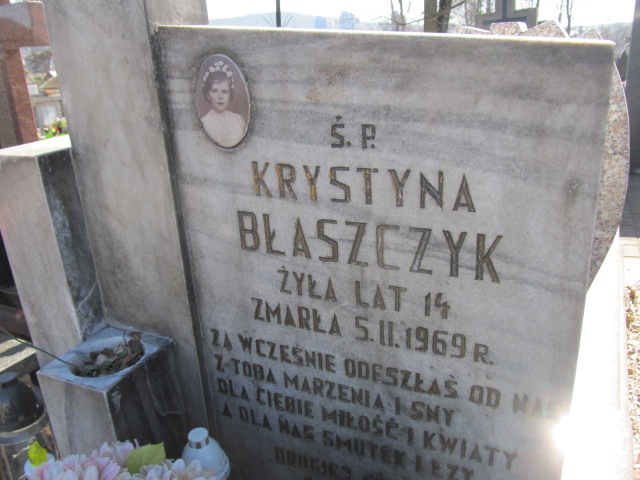 Ś.P.
KRYSTYNA
BŁASZCZYK
ŻYŁA LAT 14
ZMARŁA 5.II.1969 R.
ZA WCZEŚNIE ODESZŁAŚ OD NAS
Z TOBĄ MARZENIA I SNY
DLA CIEBIE MIŁOŚĆ I KWIATY
A DLA NAS SMUTEK I ŁZY